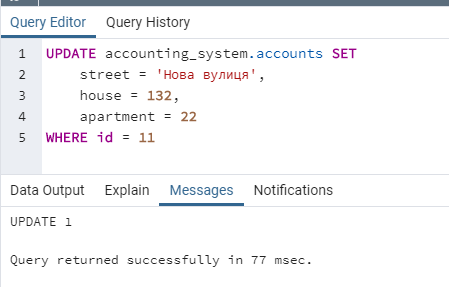 Query Editor Query History
1 UPDATE accounting_system.accounts SET
2 street = 'Нова вулиця',
3 house = 132,
4 apartment = 22
5 WHERE id = 11
Data Output Explain Messages Notifications
UPDATE 1
Query returned successfully in 77 msec.